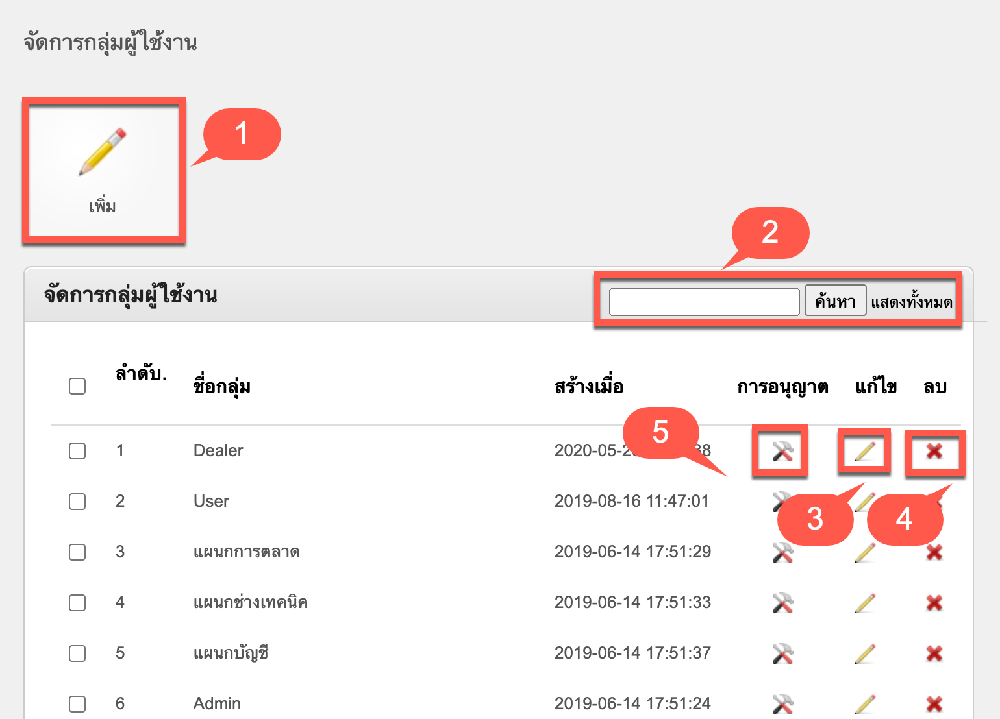 จัดการกลุ่มผู้ใช้งาน
1
เพิ่ม
2
จัดการกลุ่มผู้ใช้งาน ค้นหา แสดงทั้งหมด
ลำดับ. ชื่อกลุ่ม สร้างเมื่อ การอนุญาต แก้ไข ลบ
5
1 Dealer
2 User 2019-08-16 11:47:01
3 4
3 แผนกการตลาด 2019-06-14 17:51:29
4 แผนกช่างเทคนิค 2019-06-14 17:51:33
5 แผนกบัญชี 2019-06-14 17:51:37
6 Admin 2019-06-14 17:51:24